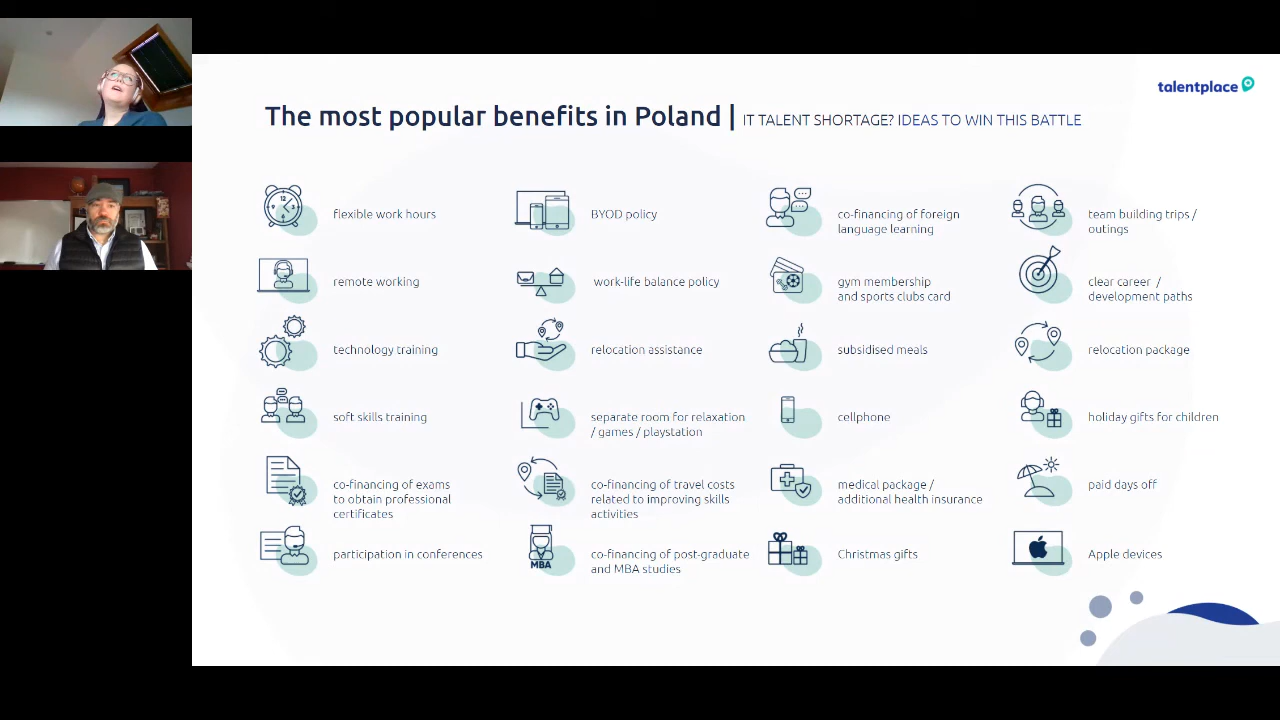 talentplace
The most popular benefits in Poland | IT TALENT SHORTAGE? IDEAS TO WIN THIS BATTLE
flexible work hours
BYOD policy
co-financing of foreign
language learning
team building trips /
outings
remote working
work-life balance policy
gym membership
and sports clubs card
clear career /
development paths
technology training
relocation assistance
subsidised meals
relocation package
soft skills training
separate room for relaxation
/ games / playstation
cellphone
holiday gifts for children
co-financing of exams
to obtain professional
certificates
co-financing of travel costs
related to improving skills
activities
medical package /
additional health insurance
paid days off
participation in conferences
MBA
co-financing of post-graduate
and MBA studies
Christmas gifts
Apple devices